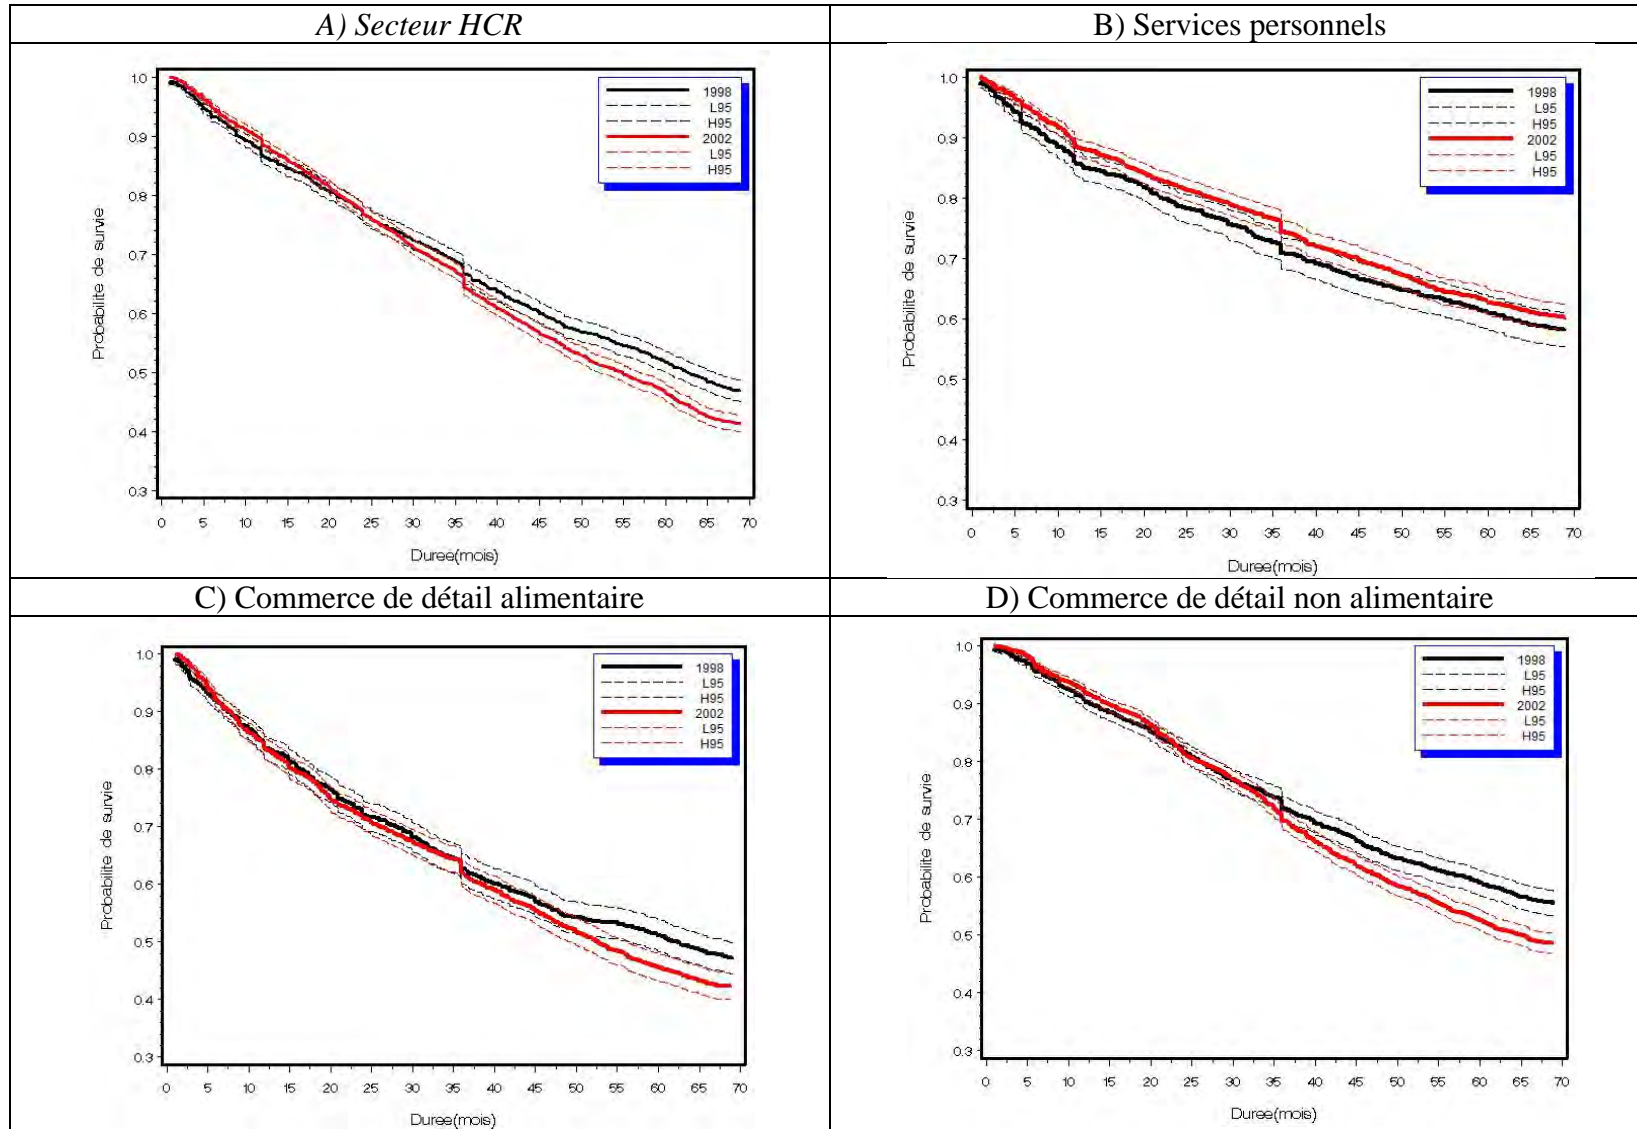 A) Secteur HCR
1.0
0.9
0.8
0.7
0.6
0.5
0.4
0.3
Probabilite de survie
1998
L95
H95
2002
L95
H95
0 5 10 15 20 25 30 35 40 45 50 55 60 65 70
Duree(mois)
B) Services personnels
1.0
0.9
0.8
0.7
0.6
0.5
0.4
0.3
Probabilite de survie
1998
L95
H95
2002
L95
H95
0 5 10 15 20 25 30 35 40 45 50 55 60 65 70
Duree(mois)
C) Commerce de détail alimentaire
1.0
0.9
0.8
0.7
0.6
0.5
0.4
0.3
Probabilite de survie
1998
L95
H95
2002
L95
H95
0 5 10 15 20 25 30 35 40 45 50 55 60 65 70
Duree(mois)
D) Commerce de détail non alimentaire
1.0
0.9
0.8
0.7
0.6
0.5
0.4
0.3
Probabilite de survie
1998
L95
H95
2002
L95
H95
0 5 10 15 20 25 30 35 40 45 50 55 60 65 70
Duree(mois)